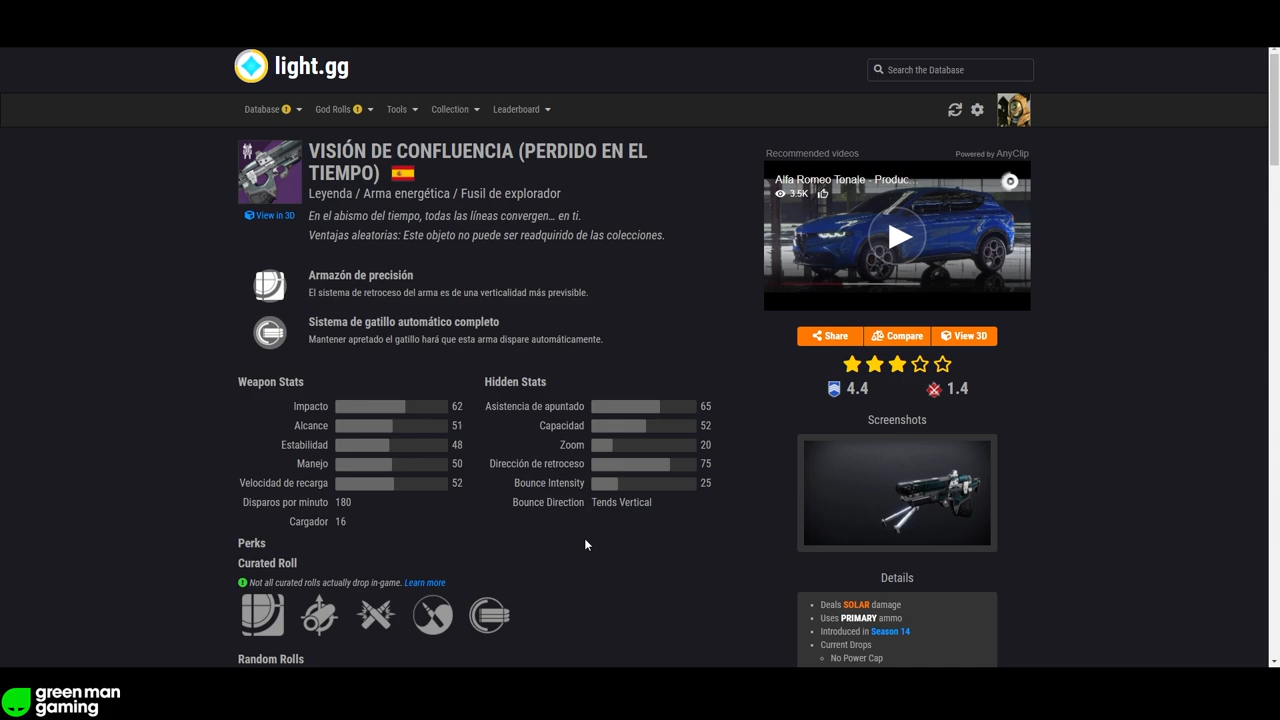 light.gg
Search the Database
Database
God Rolls
Tools
Collection
Leaderboard
VISIÓN DE CONFLUENCIA (PERDIDO EN EL
TIEMPO)
Leyenda / Arma energética / Fusil de explorador
View in 3D
En el abismo del tiempo, todas las líneas convergen... en ti.
Ventajas aleatorias: Este objeto no puede ser readquirido de las colecciones.
Armazón de precisión
El sistema de retroceso del arma es de una verticalidad más previsible.
Sistema de gatillo automático completo
Mantener apretado el gatillo hará que esta arma dispare automáticamente.
Weapon Stats
Impacto 62
Alcance 51
Estabilidad 48
Manejo 50
Velocidad de recarga 52
Disparos por minuto 180
Cargador 16
Hidden Stats
Asistencia de apuntado 65
Capacidad 52
Zoom 20
Dirección de retroceso 75
Bounce Intensity 25
Bounce Direction Tends Vertical
Perks
Curated Roll
Not all curated rolls actually drop in-game. Learn more
Random Rolls
Recommended videos
Powered by AnyClip
Alfa Romeo Tonale - Produc...
3.5K
Share
Compare
View 3D
4.4
1.4
Screenshots
Details
Deals SOLAR damage
Uses PRIMARY ammo
Introduced in Season 14
Current Drops
No Power Cap
green man
gaming